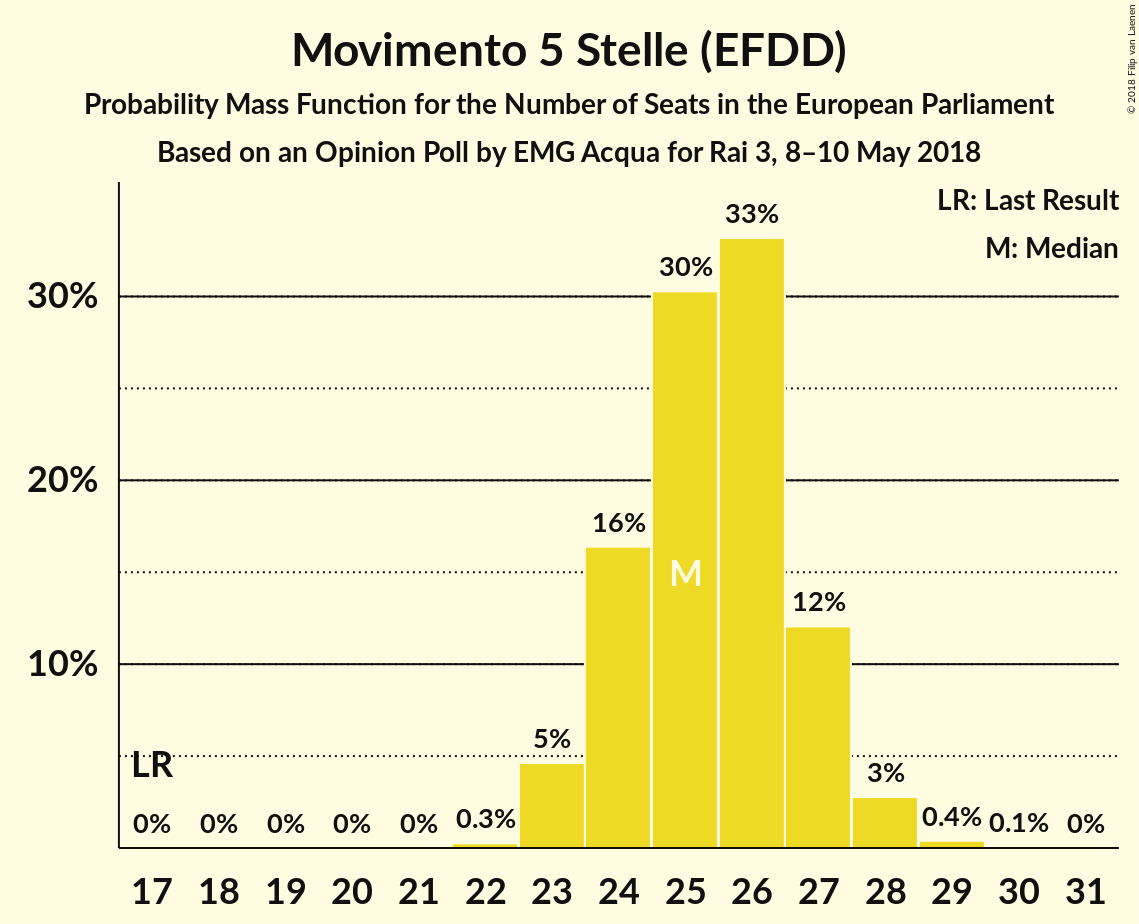 Movimento 5 Stelle (EFDD)
Probability Mass Function for the Number of Seats in the European Parliament
Based on an Opinion Poll by EMG Acqua for Rai 3, 8–10 May 2018
© 2018 Filip van Laenen
LR: Last Result
M: Median
30%
20%
10%
33%
30%
16%
M
12%
5%
LR
3%
0% 0% 0% 0% 0% 0.3% 0.4% 0.1% 0%
17 18 19 20 21 22 23 24 25 26 27 28 29 30 31